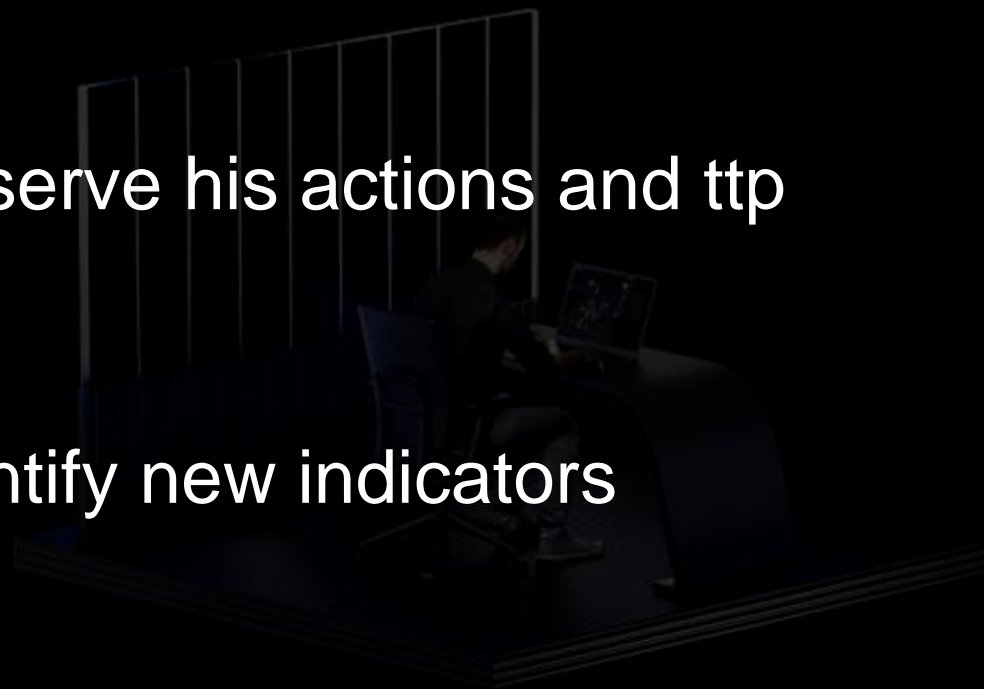 serve his actions and ttp
ntify new indicators